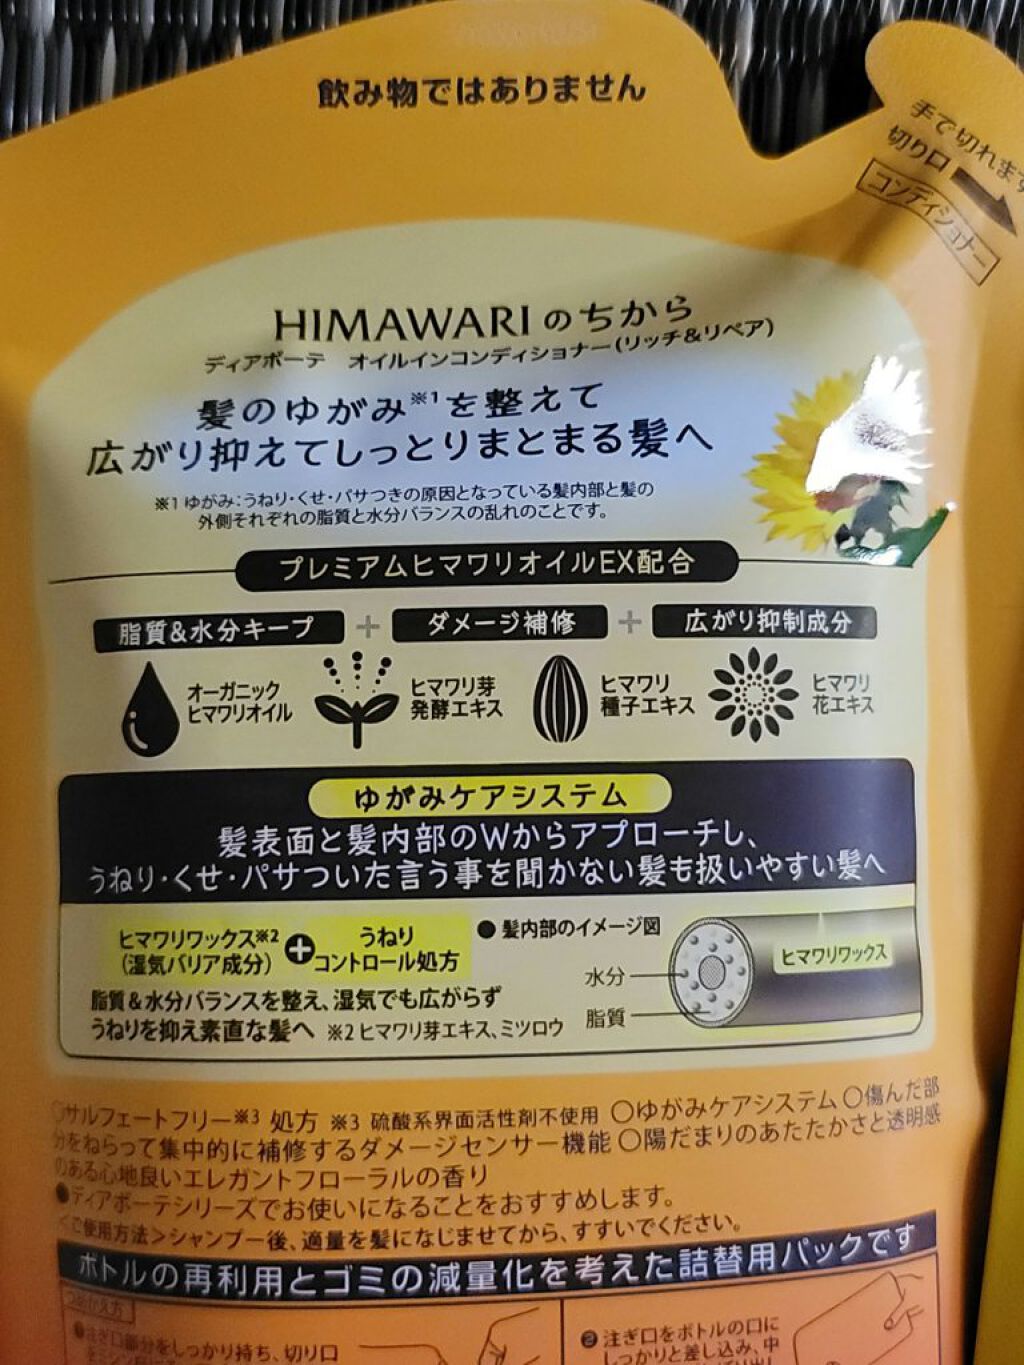 飲み物ではありません
手で切れます
切り口
コンディショナー
HIMAWARIのちから
ディアボーテ オイルインコンディショナー(リッチ&リペア)
髪のゆがみ※1を整えて
広がり抑えてしっとりまとまる髪へ
※1 ゆがみ:うねり・くせ・パサつきの原因となっている髪内部と髪の
外側それぞれの脂質と水分バランスの乱れのことです。
プレミアムヒマワリオイルEX配合
脂質&水分キープ + ダメージ補修 + 広がり抑制成分
オーガニック
ヒマワリオイル
ヒマワリ芽
発酵エキス
ヒマワリ
種子エキス
ヒマワリ
花エキス
ゆがみケアシステム
髪表面と髪内部のWからアプローチし、
うねり・くせ・パサついた言う事を聞かない髪も扱いやすい髪へ
ヒマワリワックス※2
(湿気バリア成分)
+
うねり
コントロール処方
脂質&水分バランスを整え、湿気でも広がらず
うねりを抑え素直な髪へ ※2 ヒマワリ芽エキス、ミツロウ
●髪内部のイメージ図
水分
脂質
ヒマワリワックス
○サルフェートフリー※3 処方 ※3 硫酸系界面活性剤不使用 ○ゆがみケアシステム ○傷んだ部
分をねらって集中的に補修するダメージセンサー機能 ○陽だまりのあたたかさと透明感
のある心地良いエレガントフローラルの香り
●ディアボーテシリーズでお使いになることをおすすめします。
<ご使用方法>シャンプー後、適量を髪になじませてから、すすいでください。
ボトルの再利用とゴミの減量化を考えた詰替用パックです
つめかえ方
❶注ぎ口部分をしっかり持ち、切り口
❷注ぎ口をボトルの口に
しっかりと差し込み、中